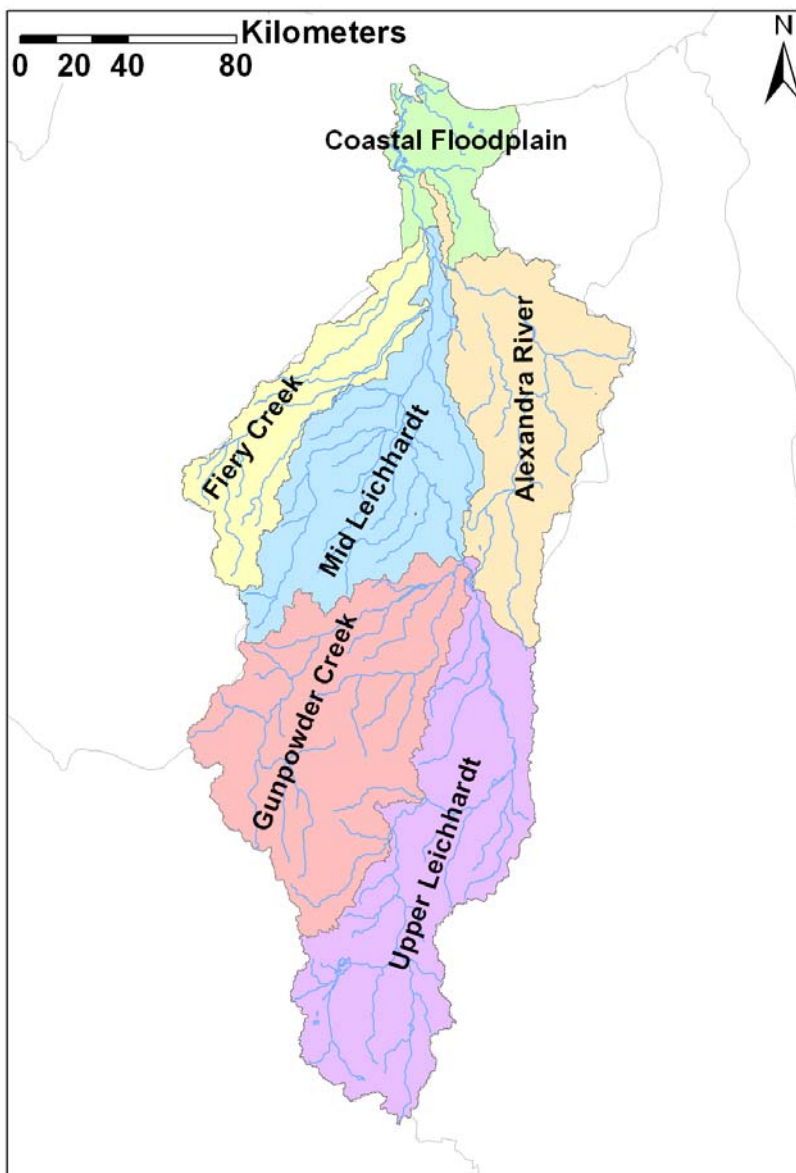 Kilometers
0 20 40 80
N
Coastal Floodplain
Alexandra River
Fiery Creek
Mid Leichhardt
Gunpowder Creek
Upper Leichhardt